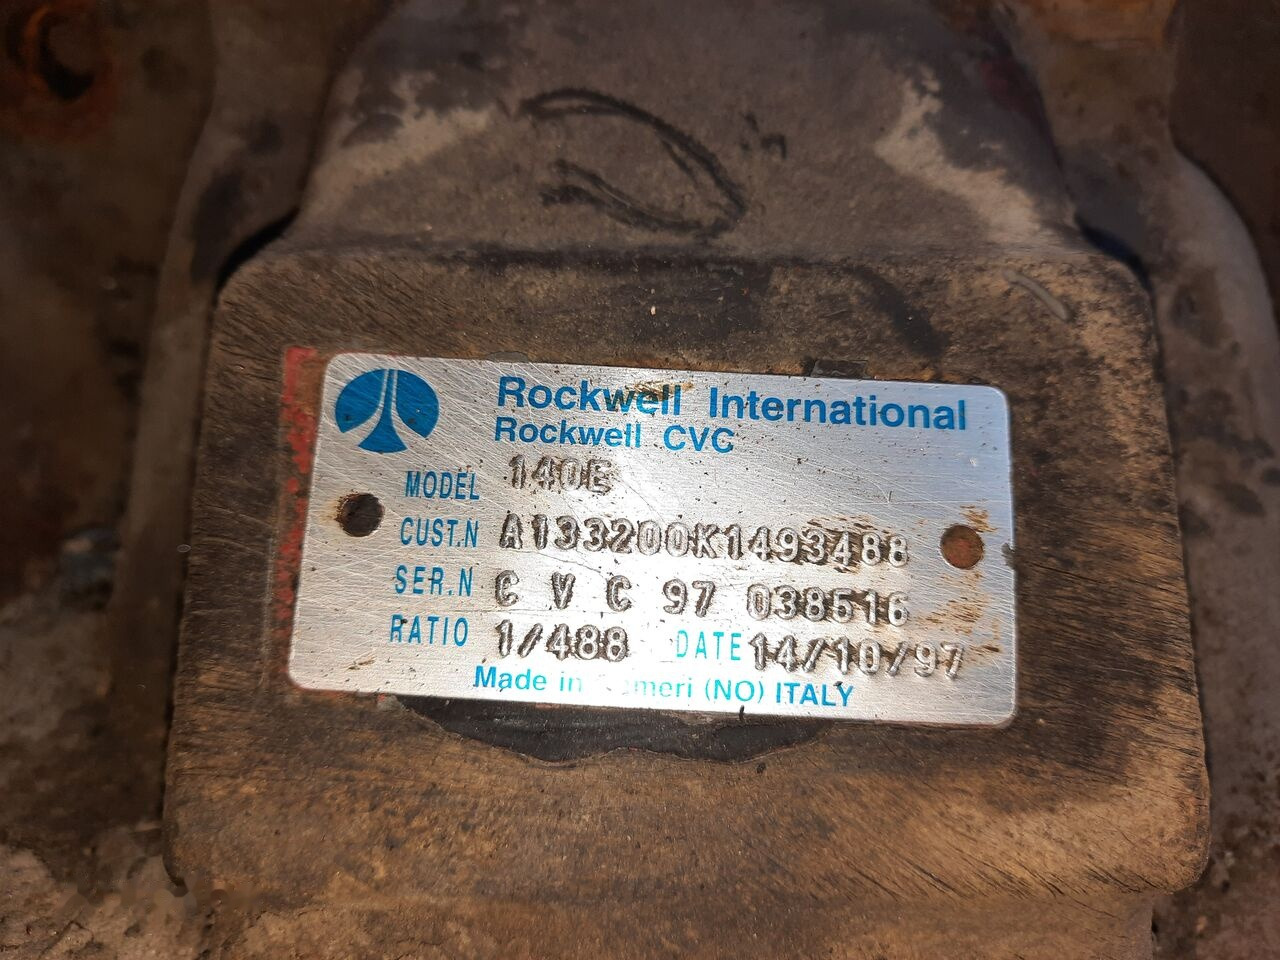 Rockwell International
Rockwell CVC
MODEL 140E
CUST.N A133200K1493488
SER.N C V C 97 038516
RATIO 1/488 DATE 14/10/97
Made in (NO) ITALY